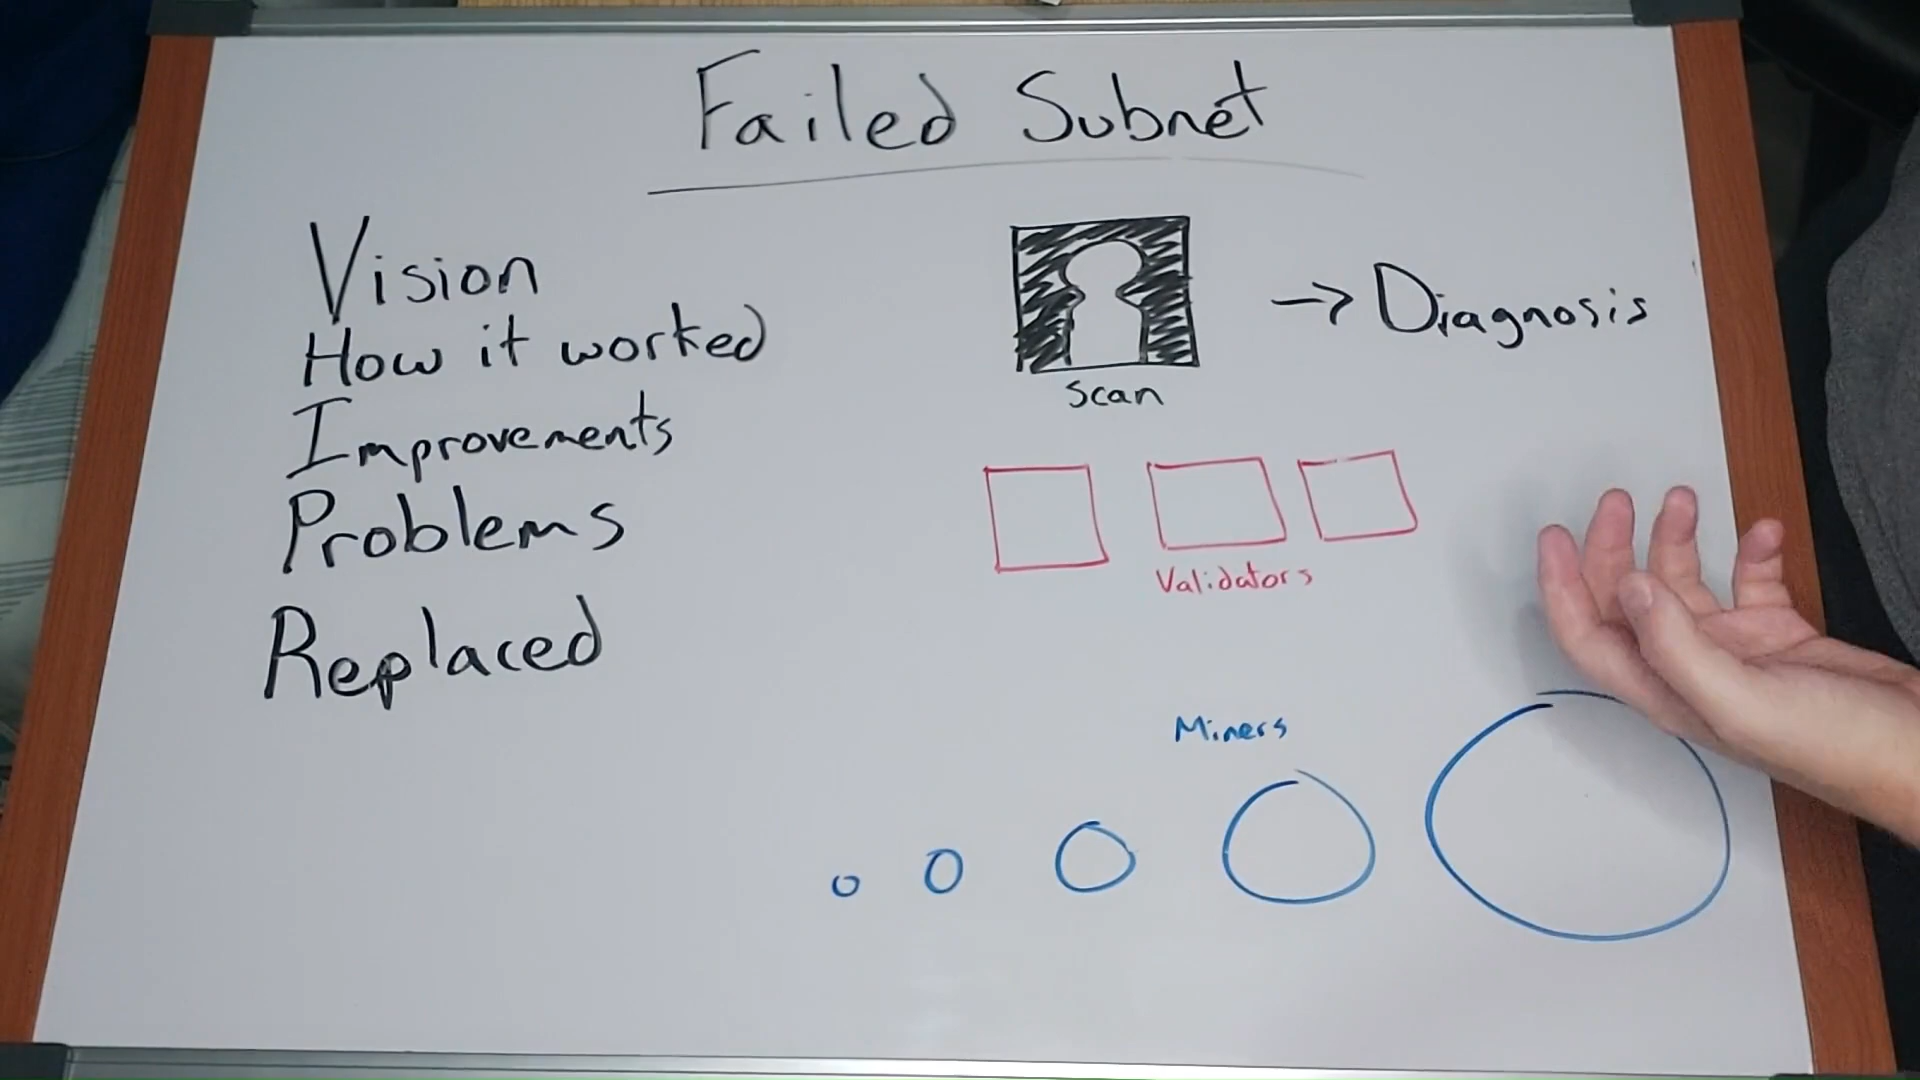 Failed Subnet
Vision
How it worked
Improvements
Problems
Replaced
→ Diagnosis
Scan
Validators
Miners